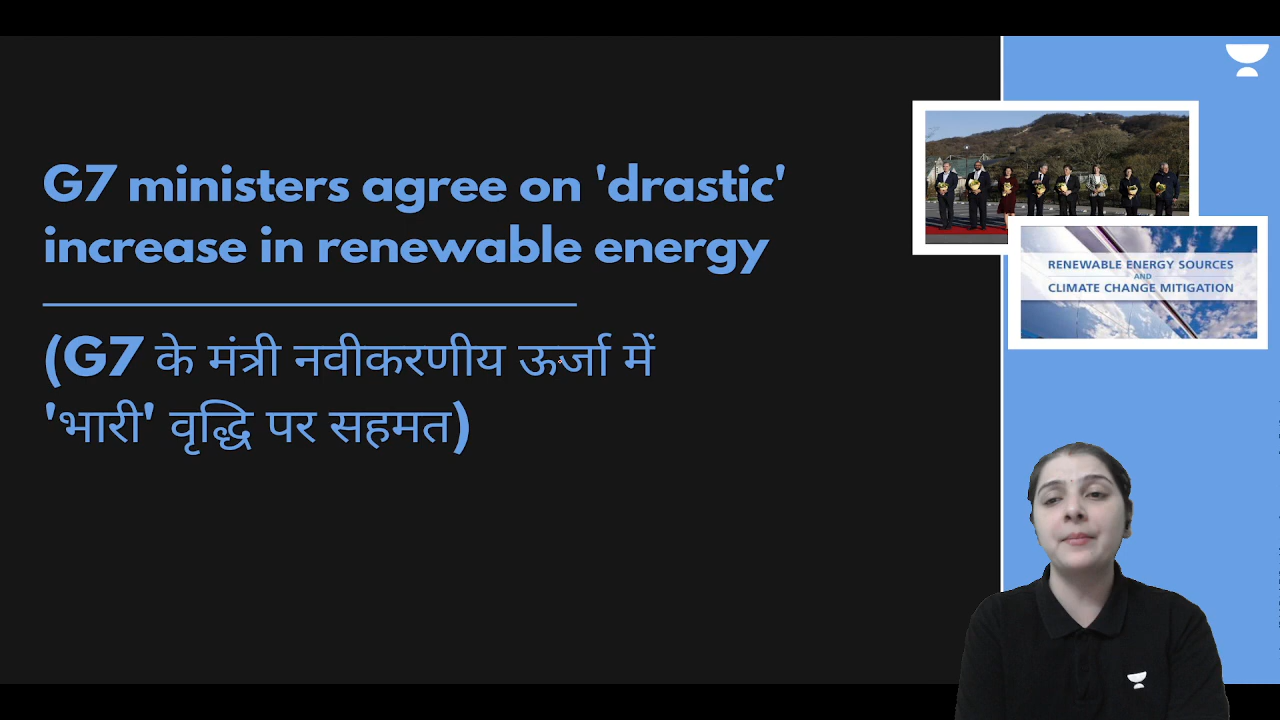 G7 ministers agree on 'drastic'
increase in renewable energy
(G7 के मंत्री नवीकरणीय ऊर्जा में
'भारी' वृद्धि पर सहमत)
RENEWABLE ENERGY SOURCES
AND
CLIMATE CHANGE MITIGATION